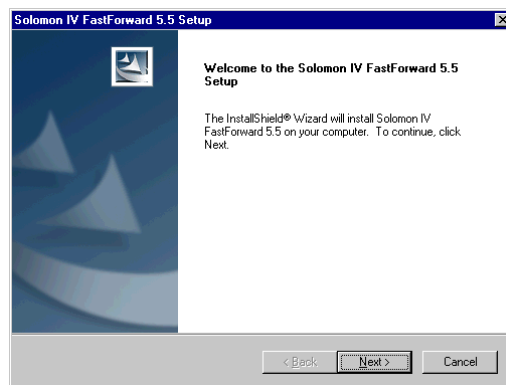 Solomon IV FastForward 5.5 Setup
Welcome to the Solomon IV FastForward 5.5
Setup
The InstallShield® Wizard will install Solomon IV
FastForward 5.5 on your computer. To continue, click
Next.
< Back Next > Cancel